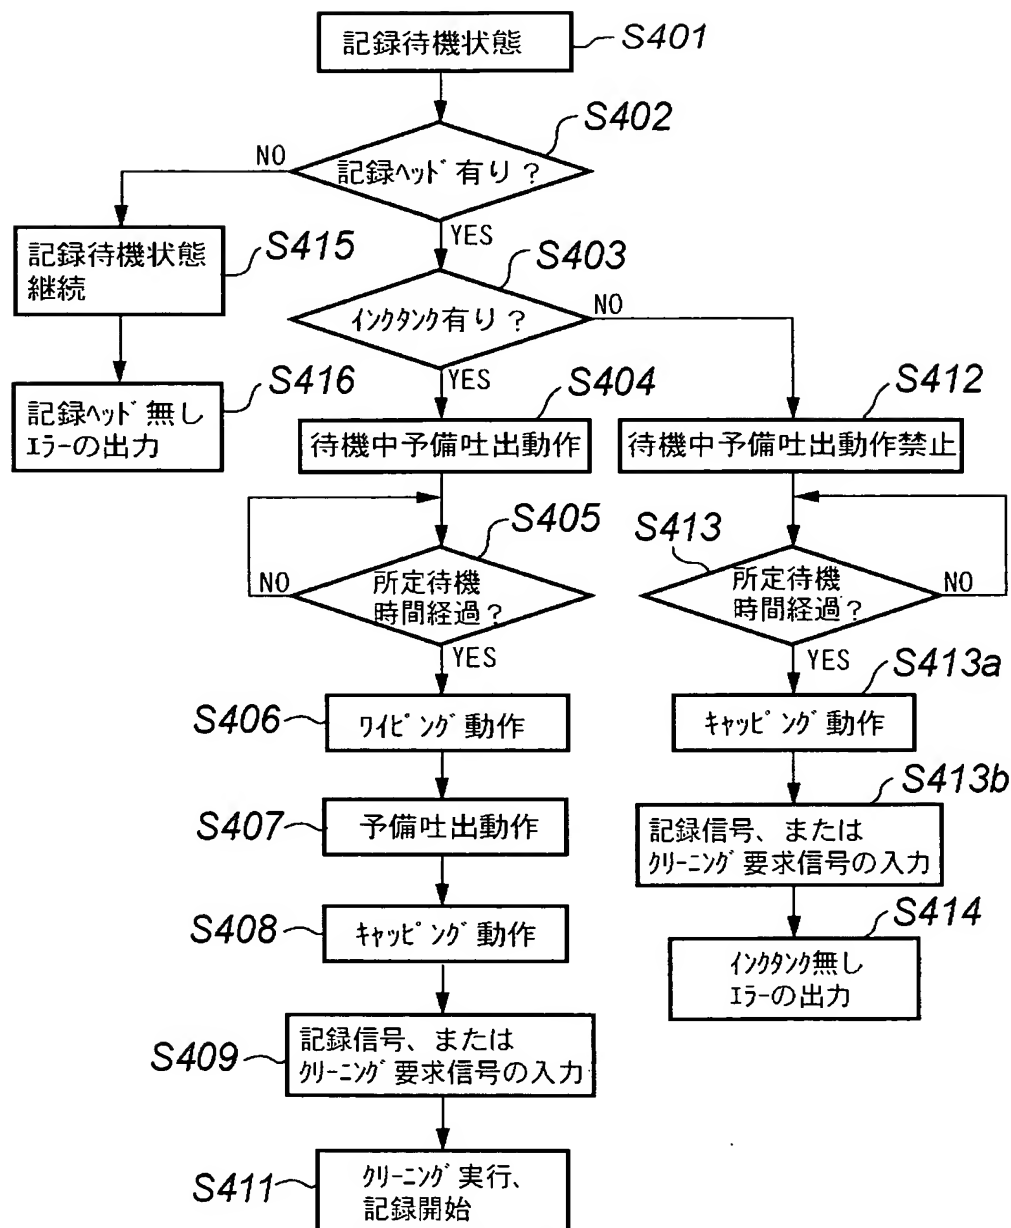 記録待機状態
S401
S402
NO
記録ﾍｯﾄﾞ有り？
YES
記録待機状態
継続
S415
S403
ｲﾝｸﾀﾝｸ有り？
NO
YES
記録ﾍｯﾄﾞ無し
ｴﾗｰの出力
S416
S404
待機中予備吐出動作
S412
待機中予備吐出動作禁止
S405
NO
所定待機
時間経過？
YES
S413
所定待機
時間経過？
NO
YES
S406
ﾜｲﾋﾟﾝｸﾞ動作
S413a
ｷｬｯﾋﾟﾝｸﾞ動作
S407
予備吐出動作
S413b
記録信号、または
ｸﾘｰﾆﾝｸﾞ要求信号の入力
S408
ｷｬｯﾋﾟﾝｸﾞ動作
S414
ｲﾝｸﾀﾝｸ無し
ｴﾗｰの出力
S409
記録信号、または
ｸﾘｰﾆﾝｸﾞ要求信号の入力
S411
ｸﾘｰﾆﾝｸﾞ実行、
記録開始